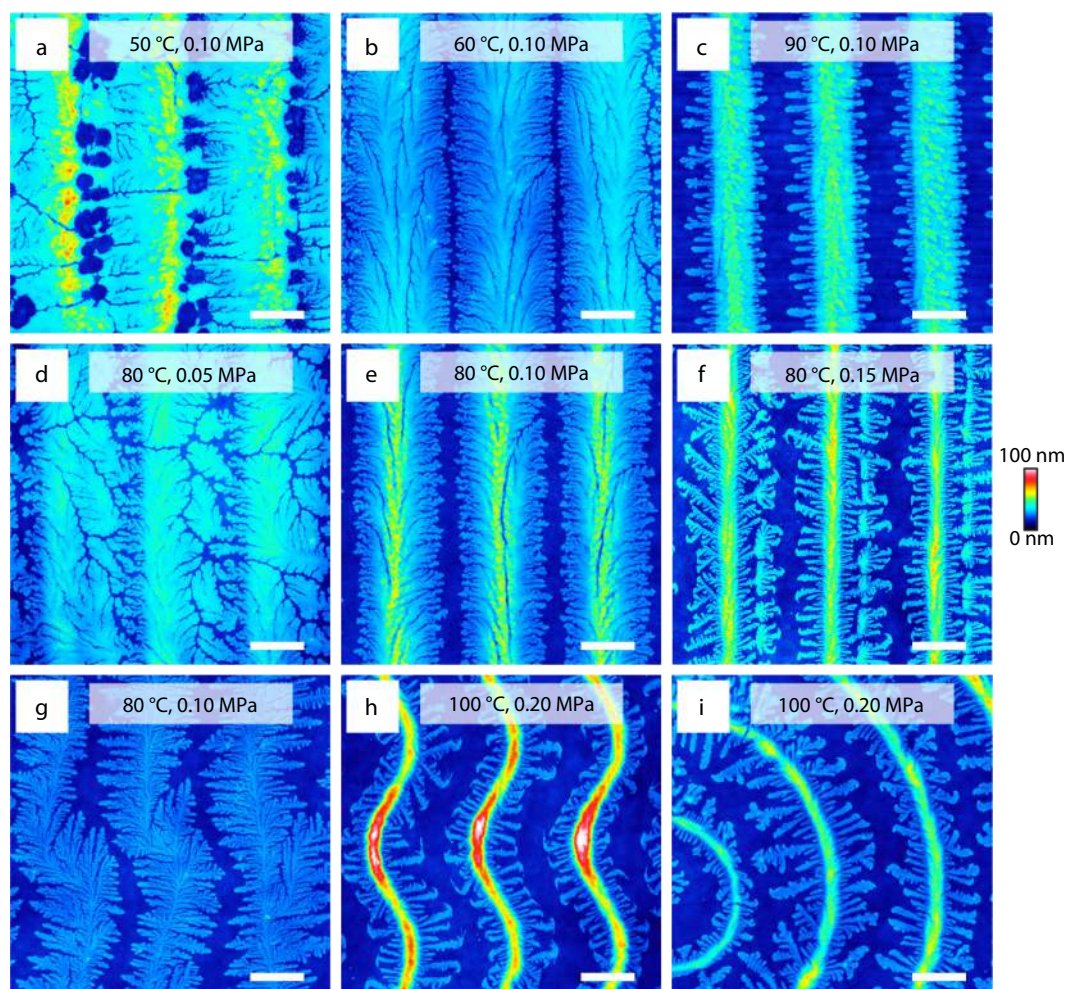 a
50 °C, 0.10 MPa
b
60 °C, 0.10 MPa
c
90 °C, 0.10 MPa
d
80 °C, 0.05 MPa
e
80 °C, 0.10 MPa
f
80 °C, 0.15 MPa
100 nm
0 nm
g
80 °C, 0.10 MPa
h
100 °C, 0.20 MPa
i
100 °C, 0.20 MPa